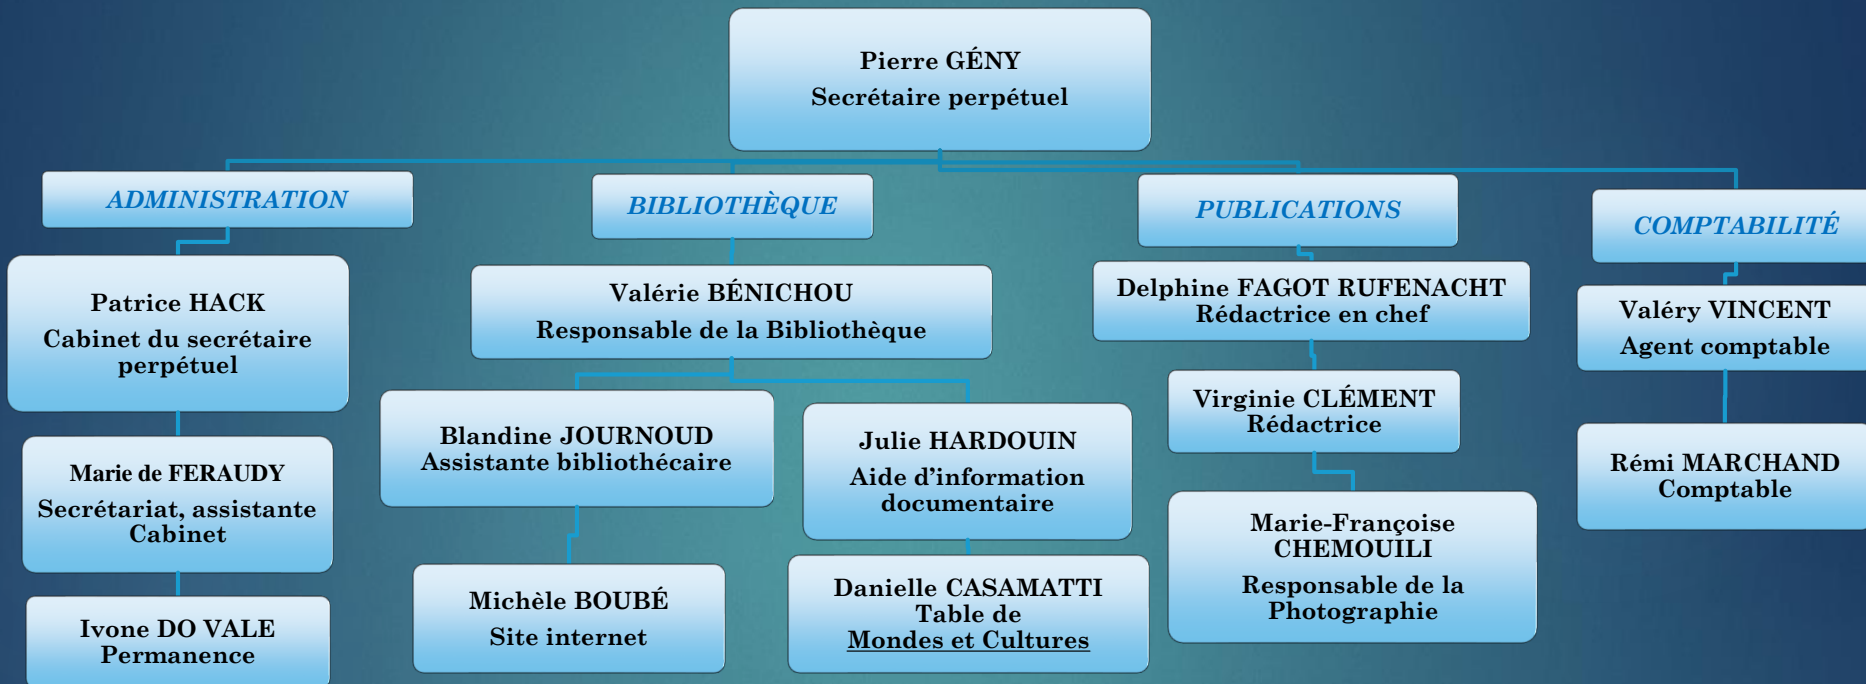 Pierre GÉNY
Secrétaire perpétuel
ADMINISTRATION
Patrice HACK
Cabinet du secrétaire
perpétuel
Marie de FERAUDY
Secrétariat, assistante
Cabinet
Ivone DO VALE
Permanence
BIBLIOTHÈQUE
Valérie BÉNICHOU
Responsable de la Bibliothèque
Blandine JOURNOUD
Assistante bibliothécaire
Michèle BOUBÉ
Site internet
Julie HARDOUIN
Aide d’information
documentaire
Danielle CASAMATTI
Table de
Mondes et Cultures
PUBLICATIONS
Delphine FAGOT RUFENACHT
Rédactrice en chef
Virginie CLÉMENT
Rédactrice
Marie-Françoise
CHEMOUILI
Responsable de la
Photographie
COMPTABILITÉ
Valéry VINCENT
Agent comptable
Rémi MARCHAND
Comptable